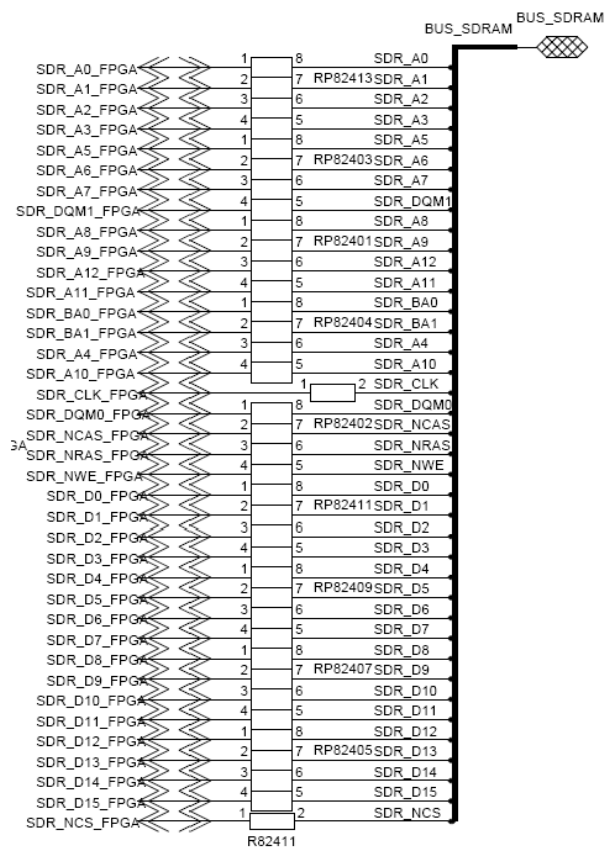 BUS_SDRAM BUS_SDRAM
SDR_A0_FPGA 1 8 SDR_A0
SDR_A1_FPGA 2 7 RP82413 SDR_A1
SDR_A2_FPGA 3 6 SDR_A2
SDR_A3_FPGA 4 5 SDR_A3
SDR_A5_FPGA 1 8 SDR_A5
SDR_A6_FPGA 2 7 RP82403 SDR_A6
SDR_A7_FPGA 3 6 SDR_A7
SDR_DQM1_FPGA 4 5 SDR_DQM1
SDR_A8_FPGA 1 8 SDR_A8
SDR_A9_FPGA 2 7 RP82401 SDR_A9
SDR_A12_FPGA 3 6 SDR_A12
SDR_A11_FPGA 4 5 SDR_A11
SDR_BA0_FPGA 1 8 SDR_BA0
SDR_BA1_FPGA 2 7 RP82404 SDR_BA1
SDR_A4_FPGA 3 6 SDR_A4
SDR_A10_FPGA 4 5 SDR_A10
SDR_CLK_FPGA 1 2 SDR_CLK
SDR_DQM0_FPGA 1 8 SDR_DQM0
SDR_NCAS_FPGA 2 7 RP82402 SDR_NCAS
GA SDR_NRAS_FPGA 3 6 SDR_NRAS
SDR_NWE_FPGA 4 5 SDR_NWE
SDR_D0_FPGA 1 8 SDR_D0
SDR_D1_FPGA 2 7 RP82411 SDR_D1
SDR_D2_FPGA 3 6 SDR_D2
SDR_D3_FPGA 4 5 SDR_D3
SDR_D4_FPGA 1 8 SDR_D4
SDR_D5_FPGA 2 7 RP82409 SDR_D5
SDR_D6_FPGA 3 6 SDR_D6
SDR_D7_FPGA 4 5 SDR_D7
SDR_D8_FPGA 1 8 SDR_D8
SDR_D9_FPGA 2 7 RP82407 SDR_D9
SDR_D10_FPGA 3 6 SDR_D10
SDR_D11_FPGA 4 5 SDR_D11
SDR_D12_FPGA 1 8 SDR_D12
SDR_D13_FPGA 2 7 RP82405 SDR_D13
SDR_D14_FPGA 3 6 SDR_D14
SDR_D15_FPGA 4 5 SDR_D15
SDR_NCS_FPGA 1 2 SDR_NCS
R82411